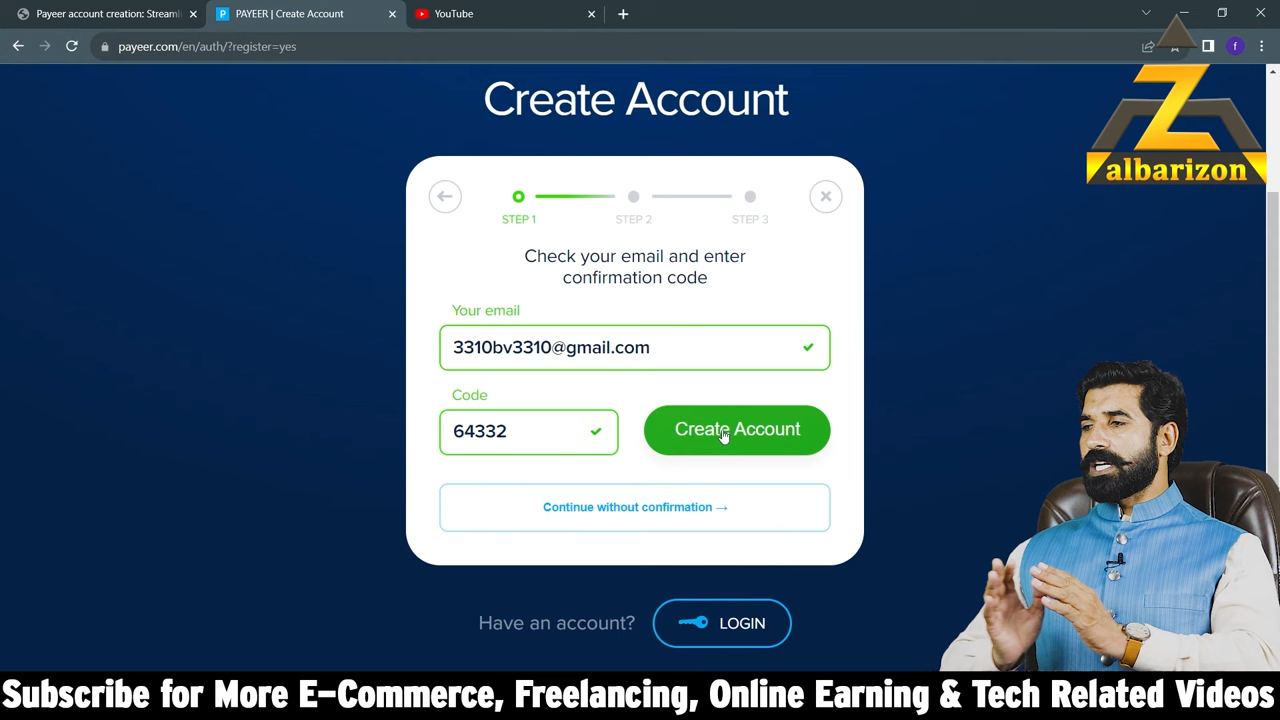 Payeer account creation: Streamli
PAYEER | Create Account
YouTube
payeer.com/en/auth/?register=yes
f
Z
albarizon
Create Account
STEP 1
STEP 2
STEP 3
Check your email and enter
confirmation code
Your email
3310bv3310@gmail.com
Code
64332
Create Account
Continue without confirmation →
Have an account?
LOGIN
Subscribe for More E-Commerce, Freelancing, Online Earning & Tech Related Videos